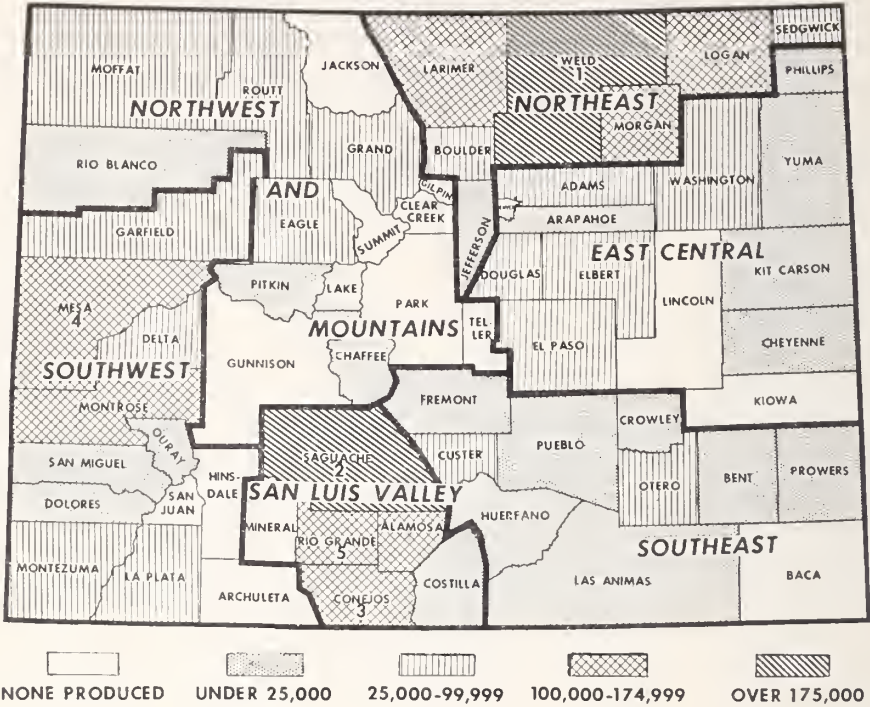 SEDGWICK
MOFFAT
ROUTT
JACKSON
LARIMER
WELD
1
LOGAN
PHILLIPS
NORTHWEST
NORTHEAST
MORGAN
RIO BLANCO
GRAND
BOULDER
YUMA
ADAMS
WASHINGTON
AND
GILPIN
CLEAR
CREEK
EAGLE
ARAPAHOE
GARFIELD
SUMMIT
JEFFERSON
EAST CENTRAL
DOUGLAS
ELBERT
KIT CARSON
PITKIN
LAKE
PARK
LINCOLN
MESA
4
DELTA
MOUNTAINS
TEL-
LER
EL PASO
CHEYENNE
SOUTHWEST
GUNNISON
CHAFFEE
MONTROSE
FREMONT
KIOWA
CROWLEY
OURAY
PUEBLO
SAN MIGUEL
SAGUACHE
2
CUSTER
HINS-
DALE
OTERO
BENT
PROWERS
SAN LUIS VALLEY
DOLORES
SAN
JUAN
HUERFANO
MINERAL
RIO GRANDE
5
ALAMOSA
SOUTHEAST
MONTEZUMA
LA PLATA
COSTILLA
LAS ANIMAS
BACA
ARCHULETA
CONEJOS
3
NONE PRODUCED
UNDER 25,000
25,000-99,999
100,000-174,999
OVER 175,000